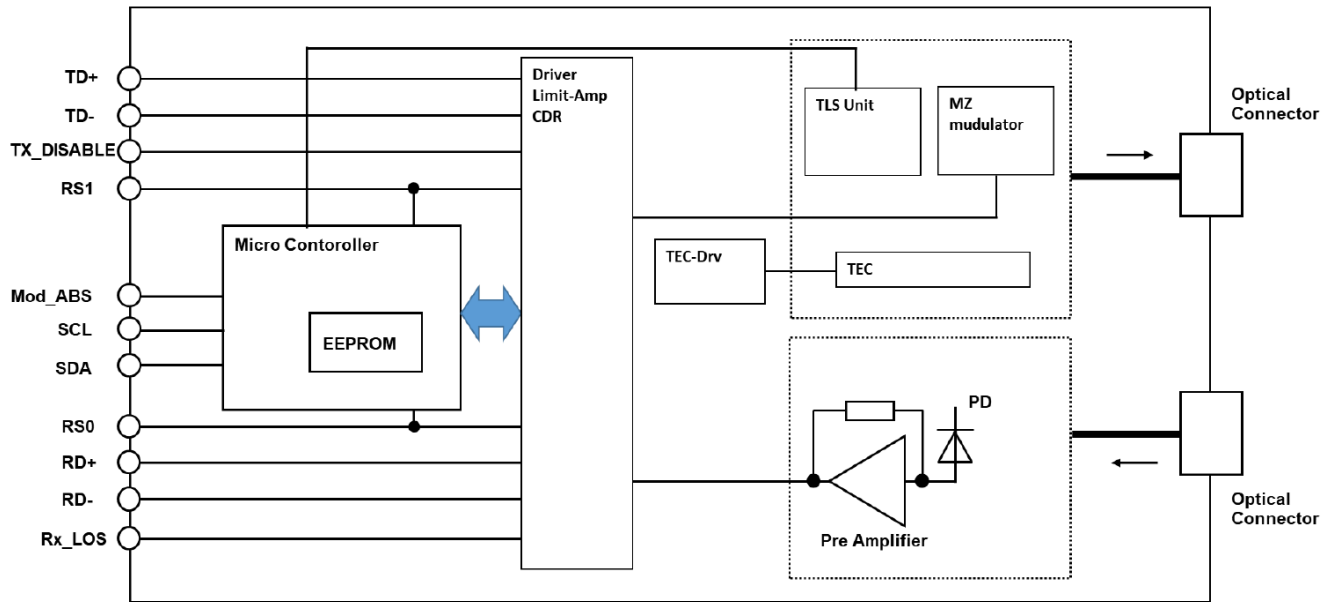 TD+
TD-
TX_DISABLE
RS1
Mod_ABS
SCL
SDA
RS0
RD+
RD-
Rx_LOS
Micro Contoroller
EEPROM
Driver
Limit-Amp
CDR
TLS Unit
MZ
mudulator
TEC-Drv
TEC
PD
Pre Amplifier
Optical
Connector
Optical
Connector